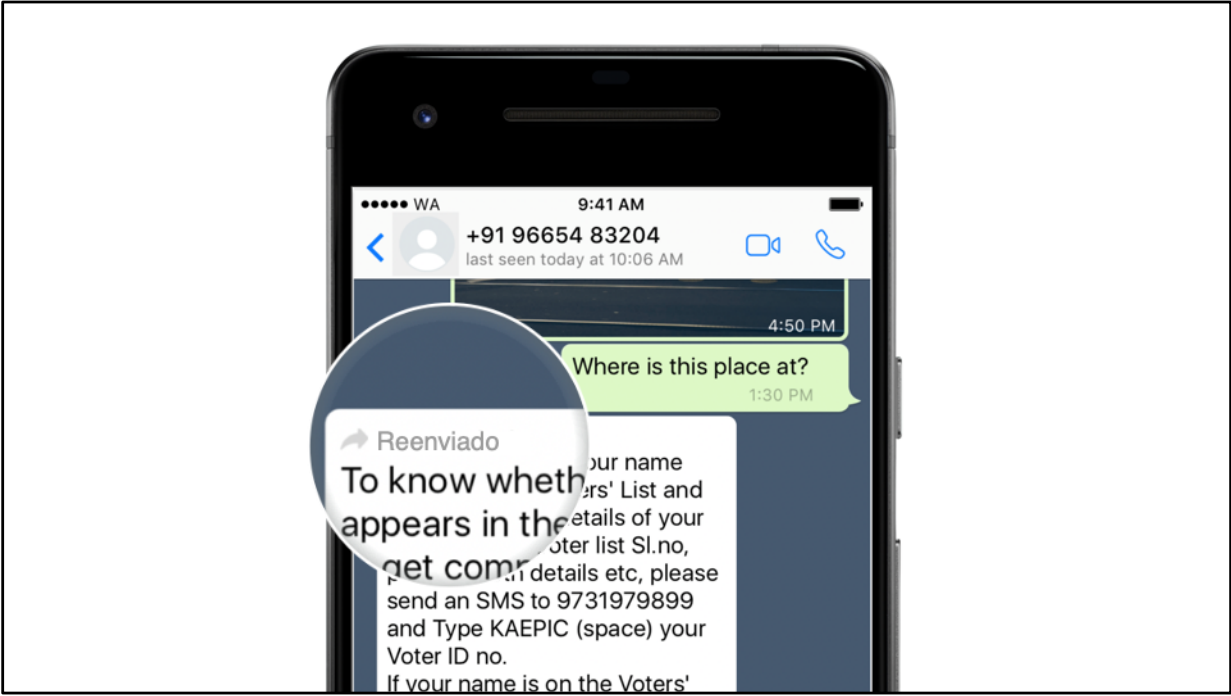 WA
9:41 AM
+91 96654 83204
last seen today at 10:06 AM
4:50 PM
Where is this place at?
1:30 PM
Reenviado
To know wheth our name
appears in the ers' List and
etails of your
get com oter list Sl.no,
details etc, please
send an SMS to 9731979899
and Type KAEPIC (space) your
Voter ID no.
If your name is on the Voters'